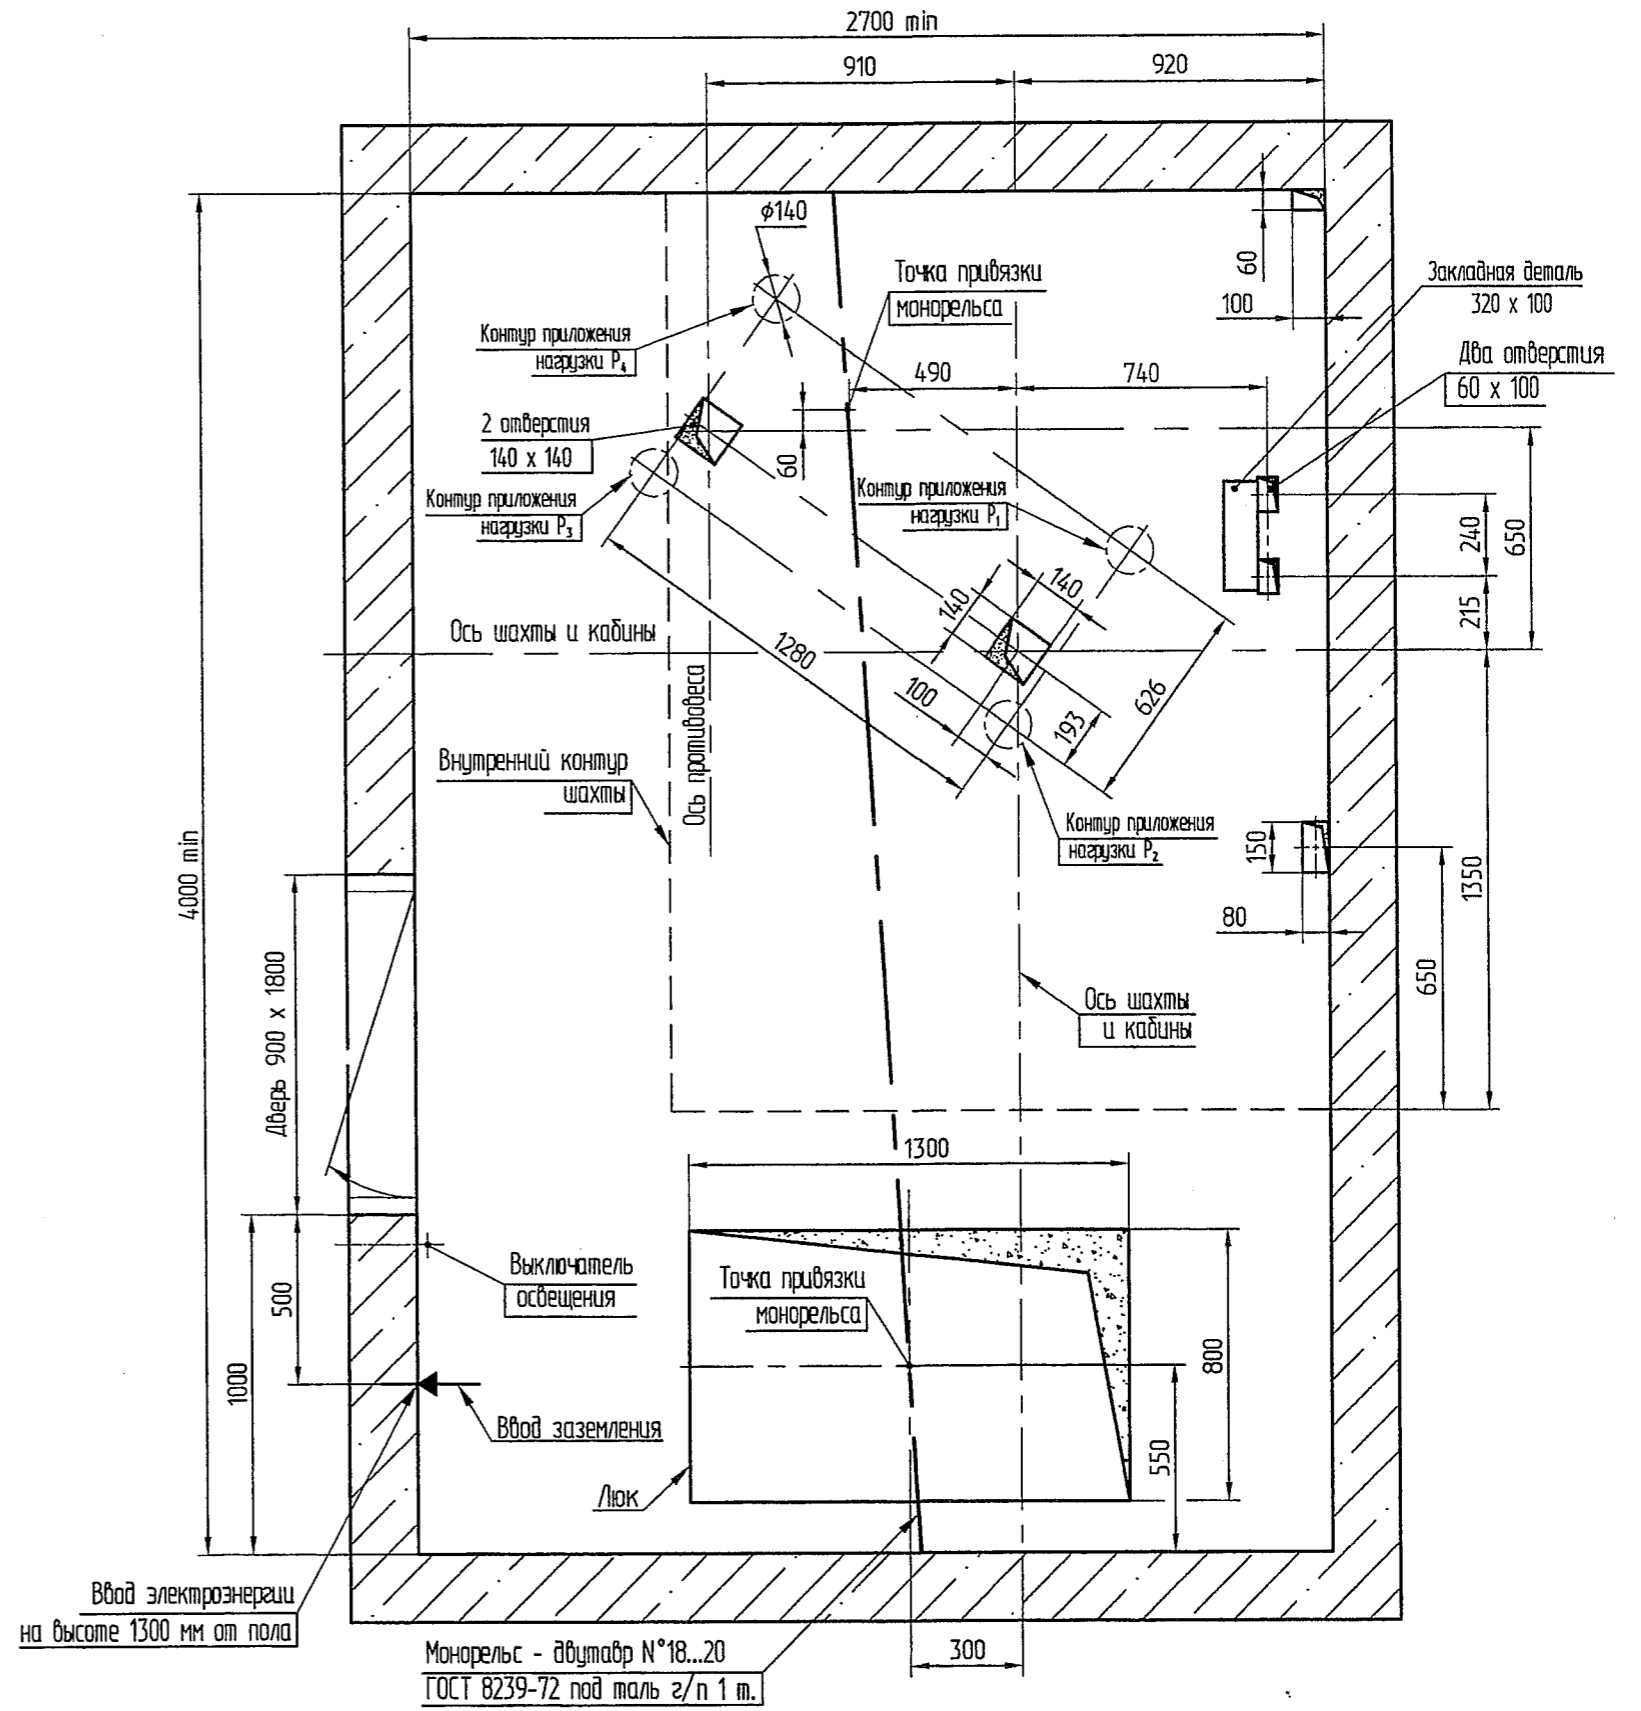 2700 min
910
920
ϕ140
60
100
Точка привязки
монорельса
Закладная деталь
320 x 100
Контур приложения
нагрузки P₄
490
740
Два отверстия
60 x 100
2 отверстия
140 x 140
60
Контур приложения
нагрузки P₃
Контур приложения
нагрузки P₁
240
650
215
140
140
Ось шахты и кабины
1280
100
626
193
Ось противавеса
Внутренний контур
шахты
Контур приложения
нагрузки P₂
150
80
1350
650
4000 min
Дверь 900 x 1800
Ось шахты
и кабины
1300
Выключатель
освещения
Точка привязки
монорельса
500
1000
800
550
Ввод заземления
Люк
Ввод электроэнергии
на высоте 1300 мм от пола
Монорельс - двутавр N°18...20
ГОСТ 8239-72 под таль г/п 1 т.
300